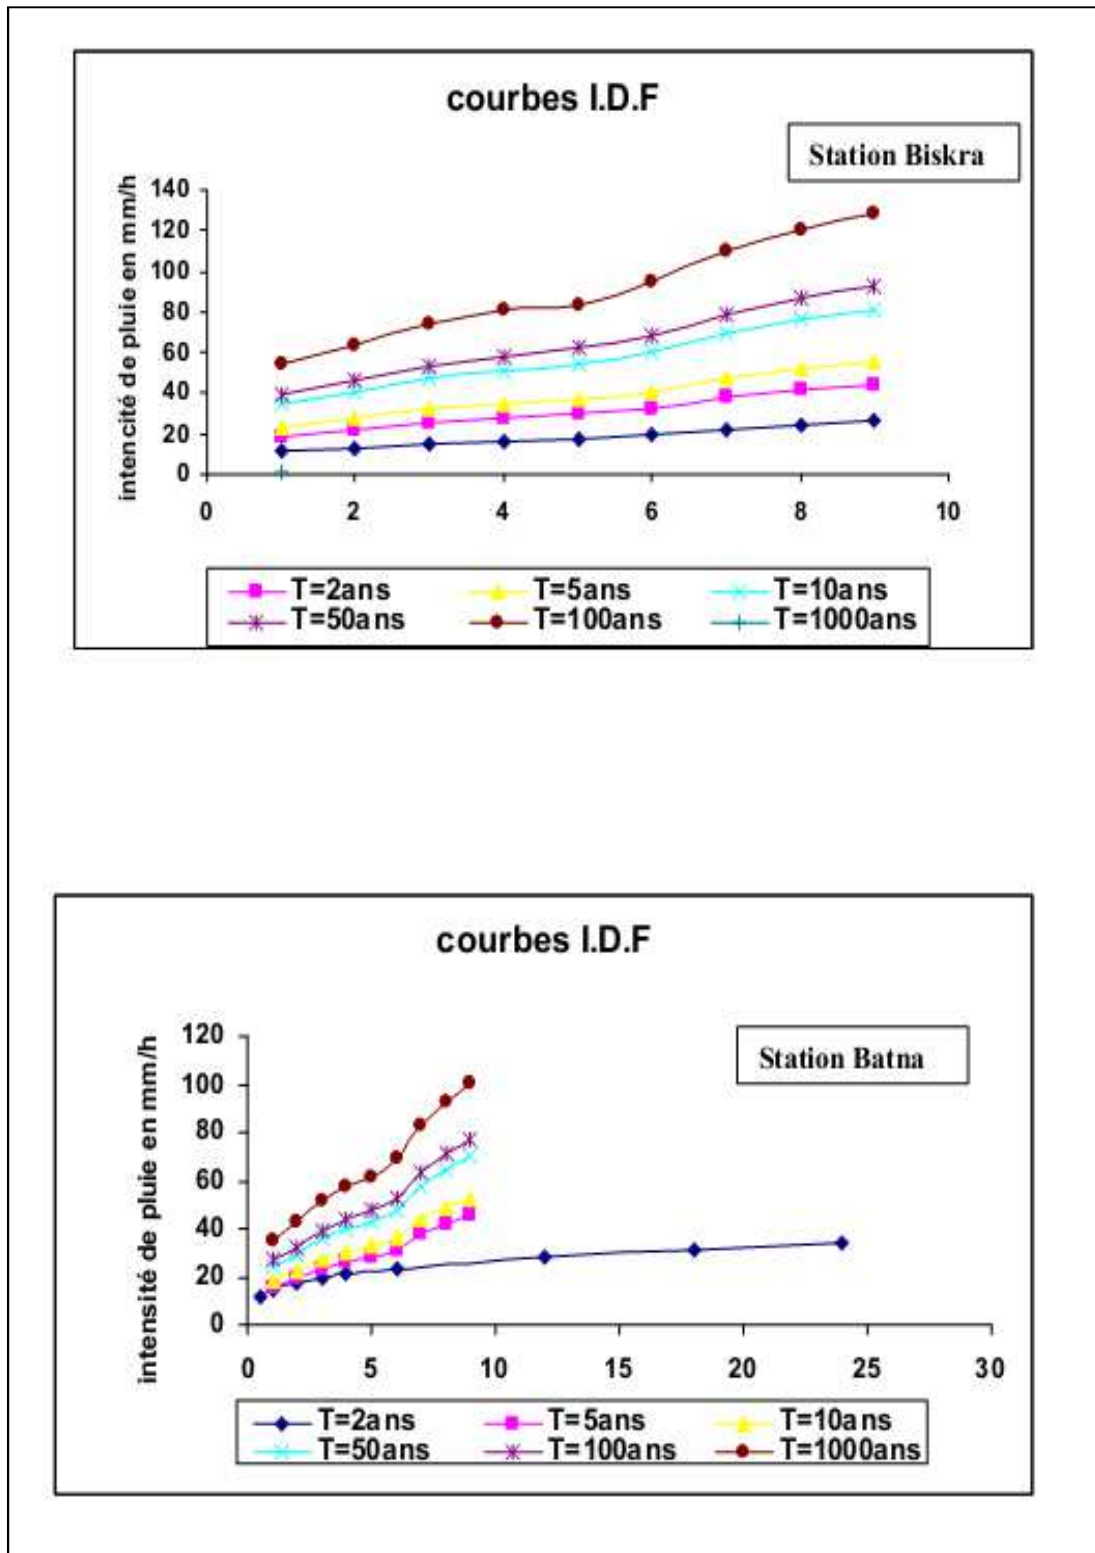 courbes I.D.F
Station Biskra
intencité de pluie en mm/h
140
120
100
80
60
40
20
0
0 2 4 6 8 10
T=2ans T=5ans T=10ans
T=50ans T=100ans T=1000ans
courbes I.D.F
Station Batna
intensité de pluie en mm/h
120
100
80
60
40
20
0
0 5 10 15 20 25 30
T=2ans T=5ans T=10ans
T=50ans T=100ans T=1000ans